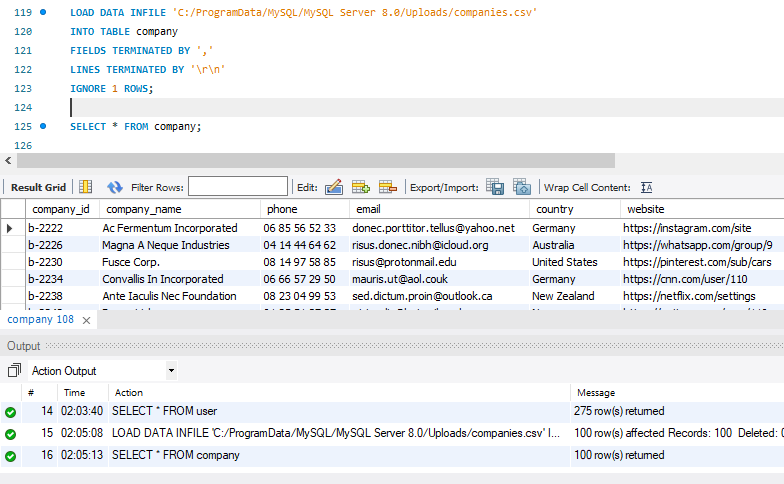 119 LOAD DATA INFILE 'C:/ProgramData/MySQL/MySQL Server 8.0/Uploads/companies.csv'
120 INTO TABLE company
121 FIELDS TERMINATED BY ','
122 LINES TERMINATED BY '\r\n'
123 IGNORE 1 ROWS;
124
125 SELECT * FROM company;
126
Result Grid Filter Rows: Edit: Export/Import: Wrap Cell Content:
company_id company_name phone email country website
b-2222 Ac Fermentum Incorporated 06 85 56 52 33 donec.porttitor.tellus@yahoo.net Germany https://instagram.com/site
b-2226 Magna A Neque Industries 04 14 44 64 62 risus.donec.nibh@icloud.org Australia https://whatsapp.com/group/9
b-2230 Fusce Corp. 08 14 97 58 85 risus@protonmail.edu United States https://pinterest.com/sub/cars
b-2234 Convallis In Incorporated 06 66 57 29 50 mauris.ut@aol.couk Germany https://cnn.com/user/110
b-2238 Ante Iaculis Nec Foundation 08 23 04 99 53 sed.dictum.proin@outlook.ca New Zealand https://netflix.com/settings
company 108
Output
Action Output
# Time Action Message
14 02:03:40 SELECT * FROM user 275 row(s) returned
15 02:05:08 LOAD DATA INFILE 'C:/ProgramData/MySQL/MySQL Server 8.0/Uploads/companies.csv' I... 100 row(s) affected Records: 100 Deleted:
16 02:05:13 SELECT * FROM company 100 row(s) returned